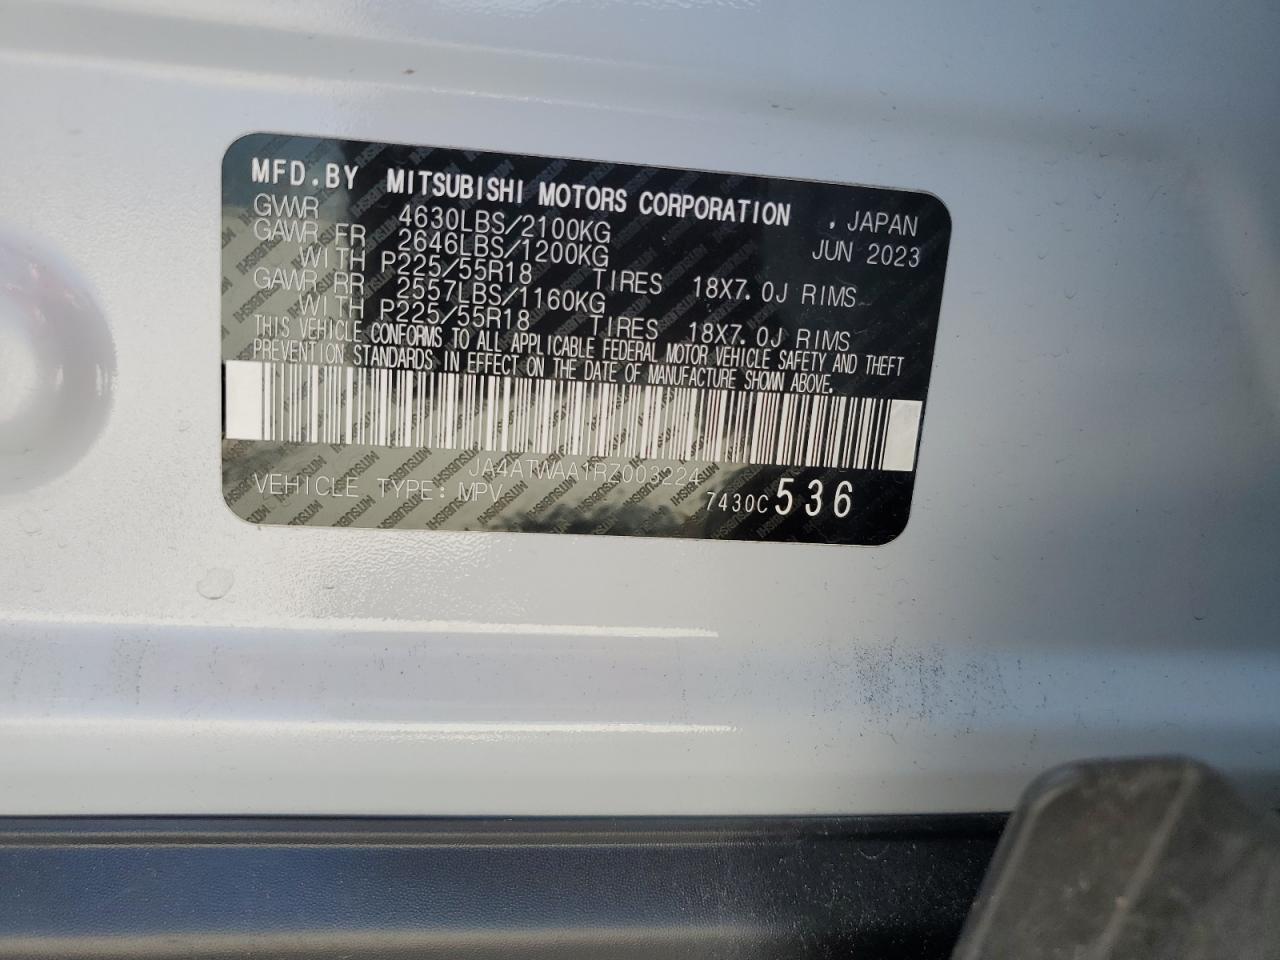 MFD.BY MITSUBISHI MOTORS CORPORATION , JAPAN
GVWR 4630LBS/2100KG JUN 2023
GAWR FR 2646LBS/1200KG
WITH P225/55R18 TIRES 18X7.0J RIMS
GAWR RR 2557LBS/1160KG
WITH P225/55R18 TIRES 18X7.0J RIMS
THIS VEHICLE CONFORMS TO ALL APPLICABLE FEDERAL MOTOR VEHICLE SAFETY AND THEFT
PREVENTION STANDARDS IN EFFECT ON THE DATE OF MANUFACTURE SHOWN ABOVE.
JA4ATWAA1RZ003224
VEHICLE TYPE: MPV 7430C 536